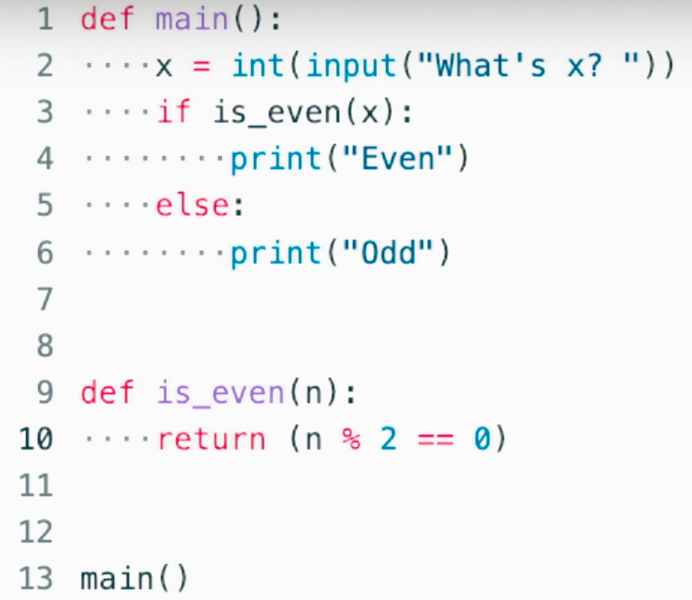 1 def main():
2 ····x = int(input("What's x? "))
3 ····if is_even(x):
4 ········print("Even")
5 ····else:
6 ········print("Odd")
7
8
9 def is_even(n):
10 ····return (n % 2 == 0)
11
12
13 main()